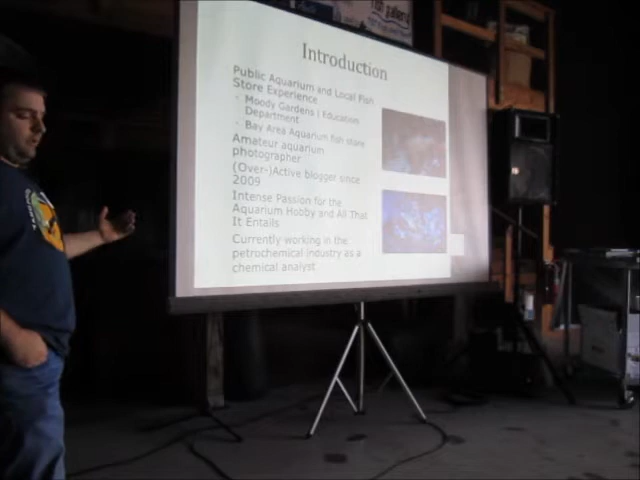 fish gallery
Introduction
Public Aquarium and Local Fish
Store Experience
Moody Gardens | Education
Department
Bay Area Aquarium fish store
Amateur aquarium
photographer
(Over-)Active blogger since
2009
Intense Passion for the
Aquarium Hobby and All That
It Entails
Currently working in the
petrochemical industry as a
chemical analyst